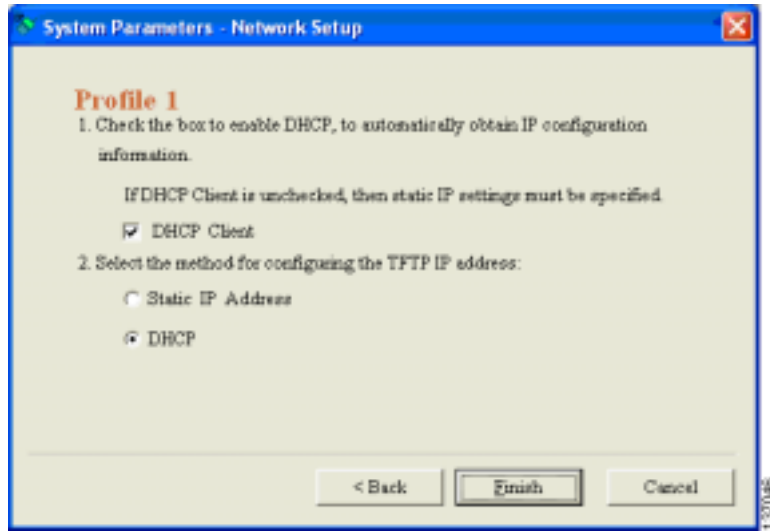 System Parameters - Network Setup
Profile 1
1. Check the box to enable DHCP, to automatically obtain IP configuration
information.
If DHCP Client is unchecked, then static IP settings must be specified
DHCP Client
2. Select the method for configuring the TFTP IP address:
Static IP Address
DHCP
< Back
Finish
Cancel